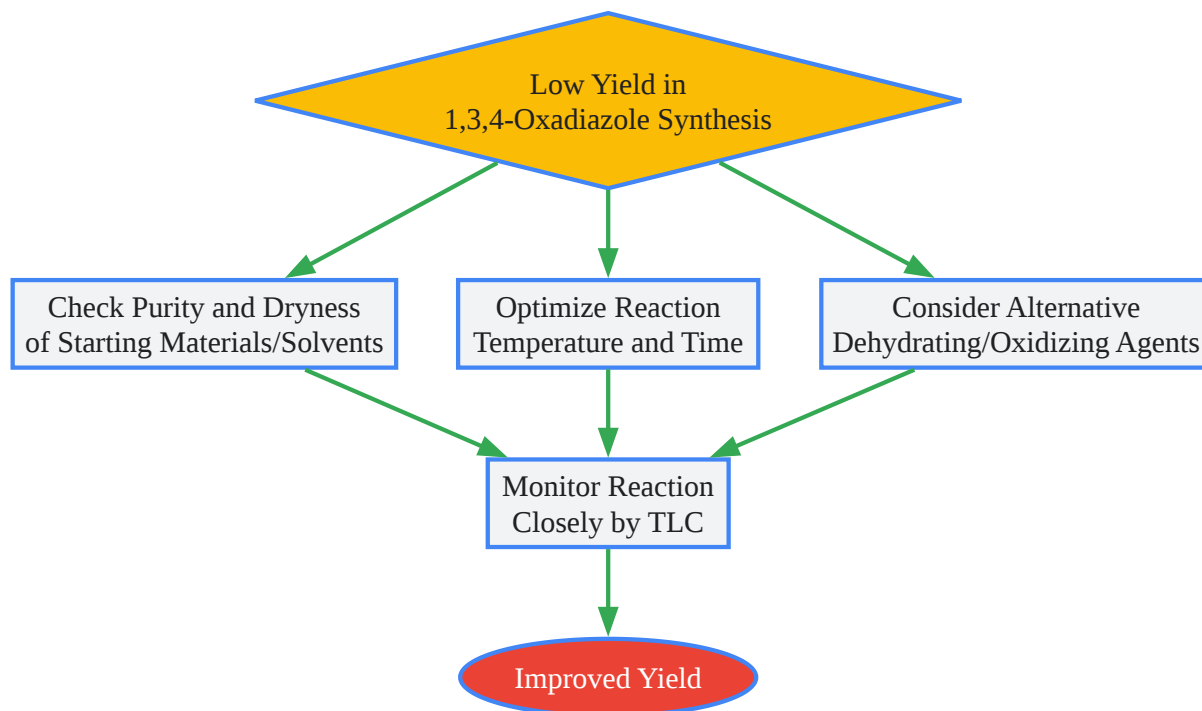 Low Yield in
1,3,4-Oxadiazole Synthesis
Check Purity and Dryness
of Starting Materials/Solvents
Optimize Reaction
Temperature and Time
Consider Alternative
Dehydrating/Oxidizing Agents
Monitor Reaction
Closely by TLC
Improved Yield